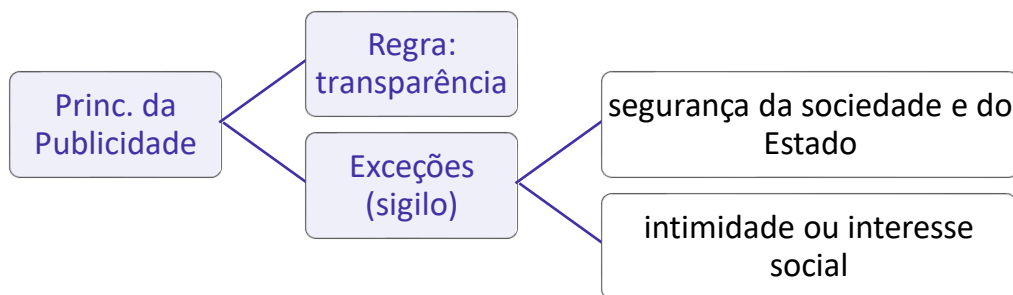 Princ. da
Publicidade
Regra:
transparência
Exceções
(sigilo)
segurança da sociedade e do
Estado
intimidade ou interesse
social